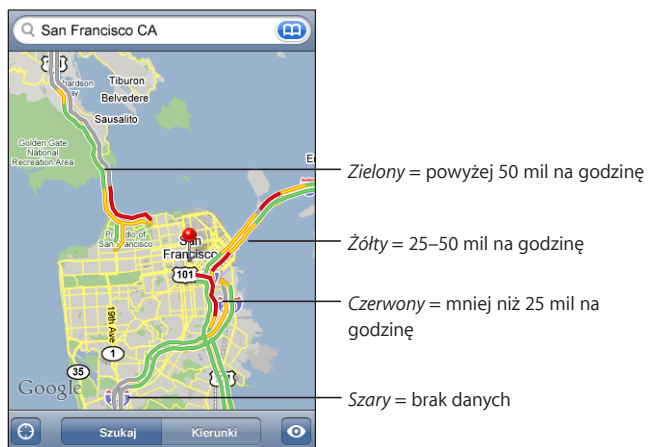 San Francisco CA
Tiburon
Belvedere
Sausalito
Golden Gate
National
Recreation Area
Zielony = powyżej 50 mil na godzinę
Żółty = 25–50 mil na godzinę
San
Francisco
101
Czerwony = mniej niż 25 mil na
godzinę
19th Ave
1
35
Google
Szary = brak danych
Szukaj
Kierunki